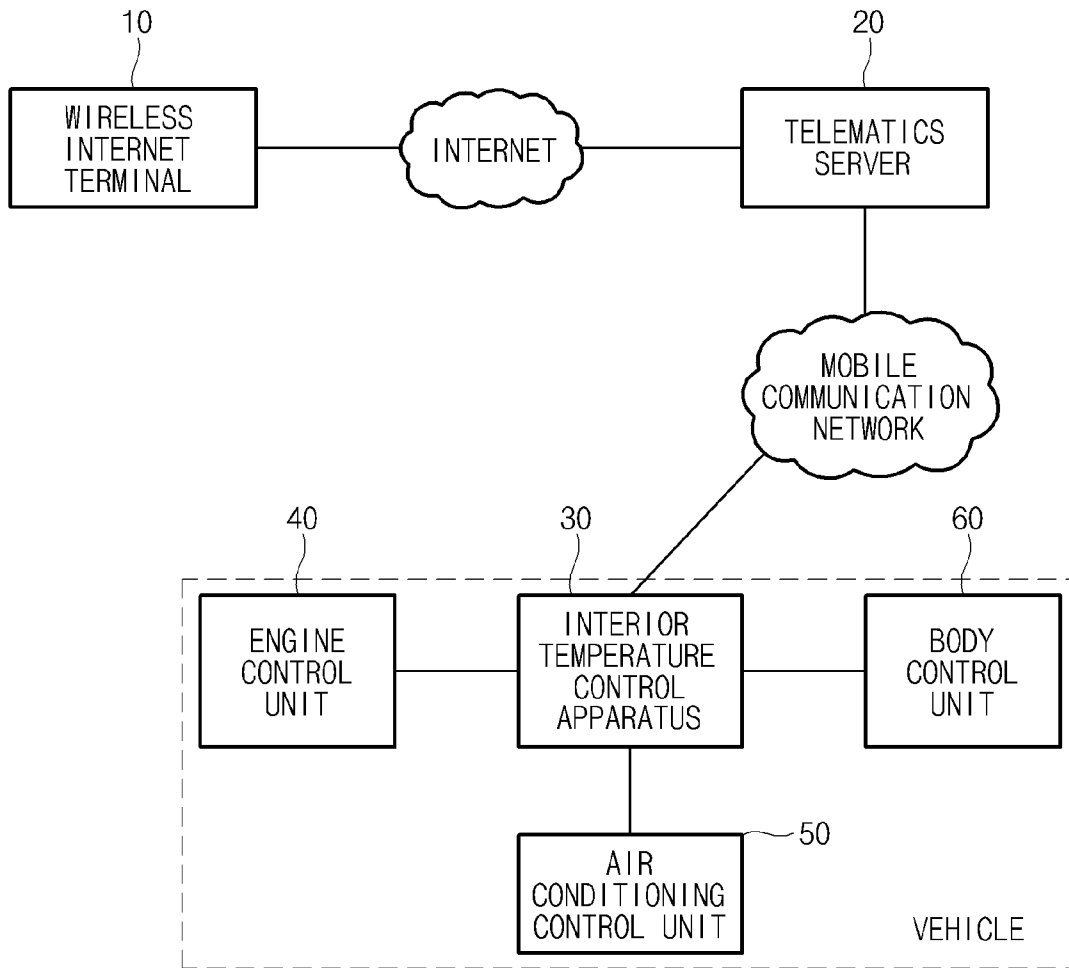 10
20
WIRELESS
INTERNET
TERMINAL
INTERNET
TELEMATICS
SERVER
MOBILE
COMMUNICATION
NETWORK
40
30
60
ENGINE
CONTROL
UNIT
INTERIOR
TEMPERATURE
CONTROL
APPARATUS
BODY
CONTROL
UNIT
50
AIR
CONDITIONING
CONTROL UNIT
VEHICLE